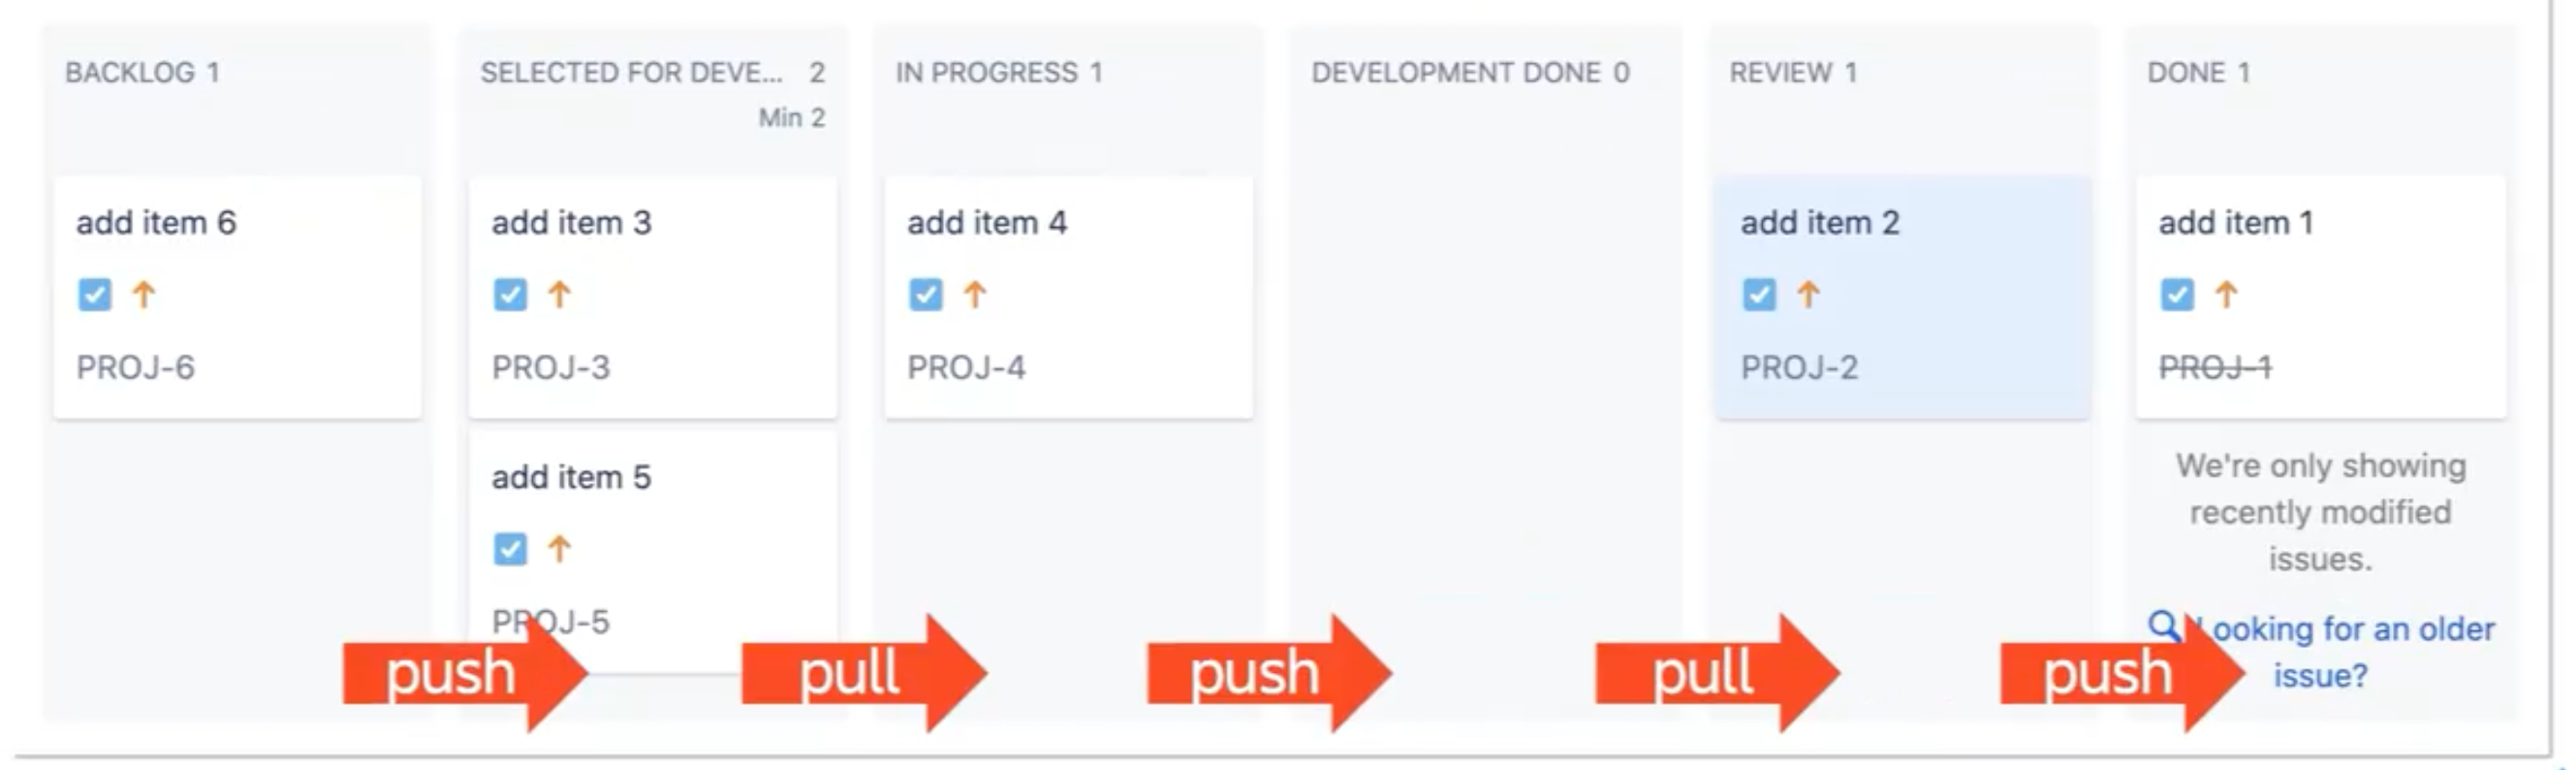 BACKLOG 1
SELECTED FOR DEVE... 2
Min 2
IN PROGRESS 1
DEVELOPMENT DONE 0
REVIEW 1
DONE 1
add item 6
PROJ-6
add item 3
PROJ-3
add item 5
PROJ-5
add item 4
PROJ-4
add item 2
PROJ-2
add item 1
PROJ-1
We're only showing
recently modified
issues.
Looking for an older
issue?
push
pull
push
pull
push